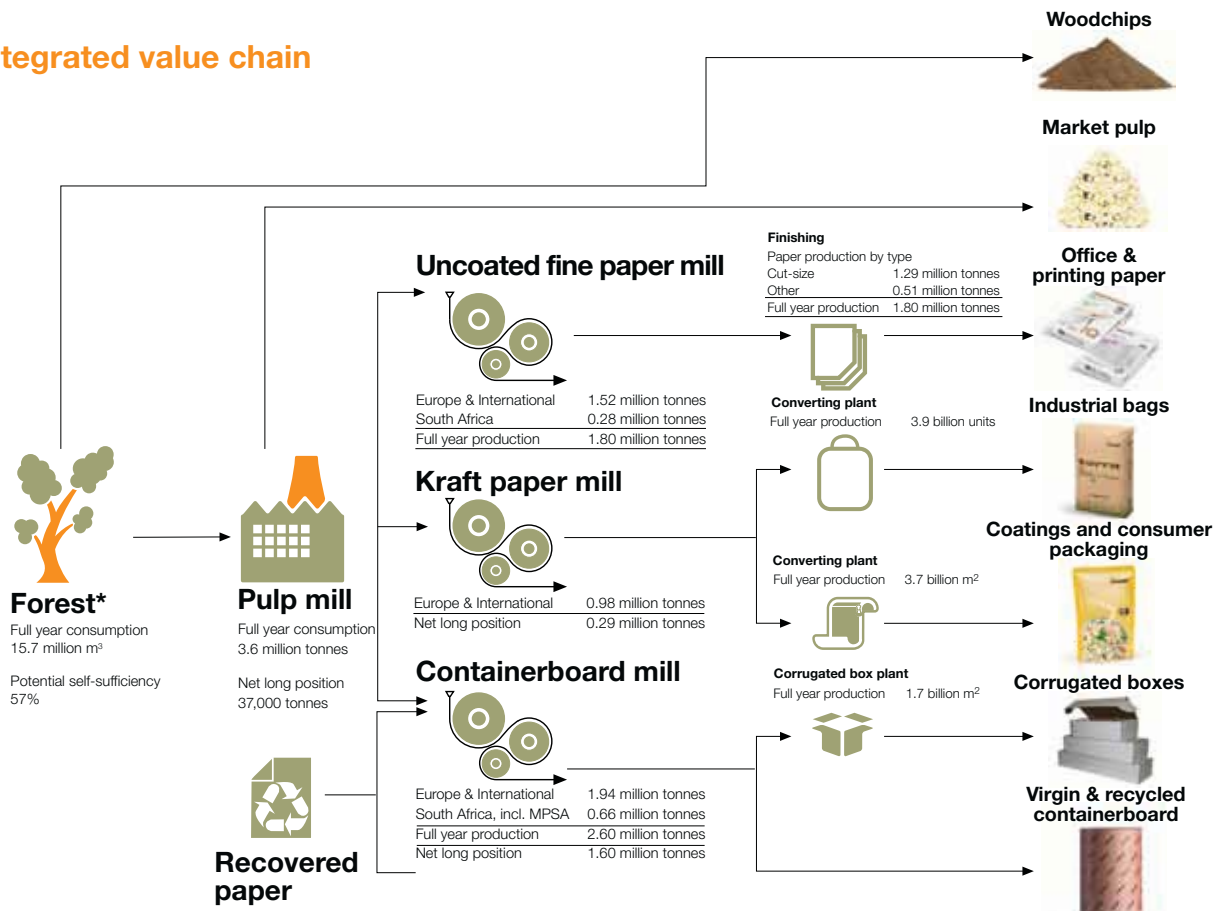 tegrated value chain
Woodchips
Market pulp
Finishing
Paper production by type
Cut-size 1.29 million tonnes
Other 0.51 million tonnes
Full year production 1.80 million tonnes
Office &
printing paper
Uncoated fine paper mill
Europe & International 1.52 million tonnes
South Africa 0.28 million tonnes
Full year production 1.80 million tonnes
Converting plant
Full year production 3.9 billion units
Industrial bags
Kraft paper mill
Europe & International 0.98 million tonnes
Net long position 0.29 million tonnes
Converting plant
Full year production 3.7 billion m²
Coatings and consumer
packaging
Forest*
Full year consumption
15.7 million m³
Potential self-sufficiency
57%
Pulp mill
Full year consumption
3.6 million tonnes
Net long position
37,000 tonnes
Containerboard mill
Europe & International 1.94 million tonnes
South Africa, incl. MPSA 0.66 million tonnes
Full year production 2.60 million tonnes
Net long position 1.60 million tonnes
Corrugated box plant
Full year production 1.7 billion m²
Corrugated boxes
Virgin & recycled
containerboard
Recovered
paper